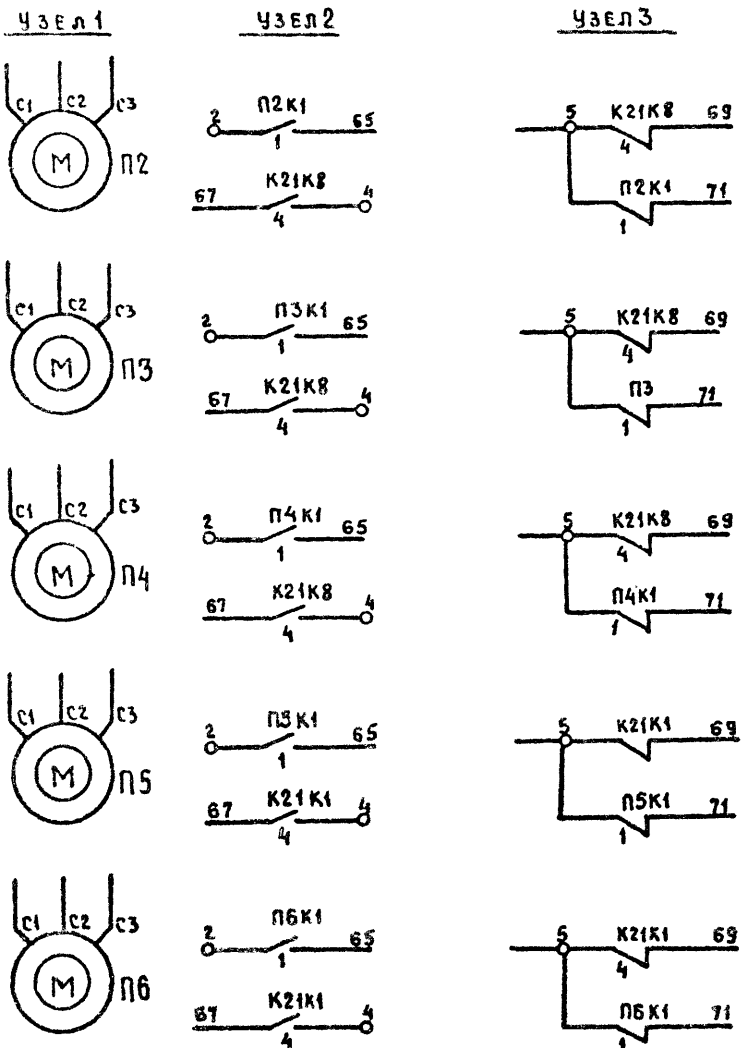 УЗЕЛ1 УЗЕЛ2 УЗЕЛ3
С1 С2 С3
М П2
2 П2К1 65
1
67 К21К8 4
4
5 К21К8 69
4
П2К1 71
1
С1 С2 С3
М П3
2 П3К1 65
1
67 К21К8 4
4
5 К21К8 69
4
П3 71
1
С1 С2 С3
М П4
2 П4К1 65
1
67 К21К8 4
4
5 К21К8 69
4
П4К1 71
1
С1 С2 С3
М П5
2 П5К1 65
1
67 К21К1 4
4
5 К21К1 69
П5К1 71
1
С1 С2 С3
М П6
2 П6К1 65
1
67 К21К1 4
4
5 К21К1 69
4
П6К1 71
1